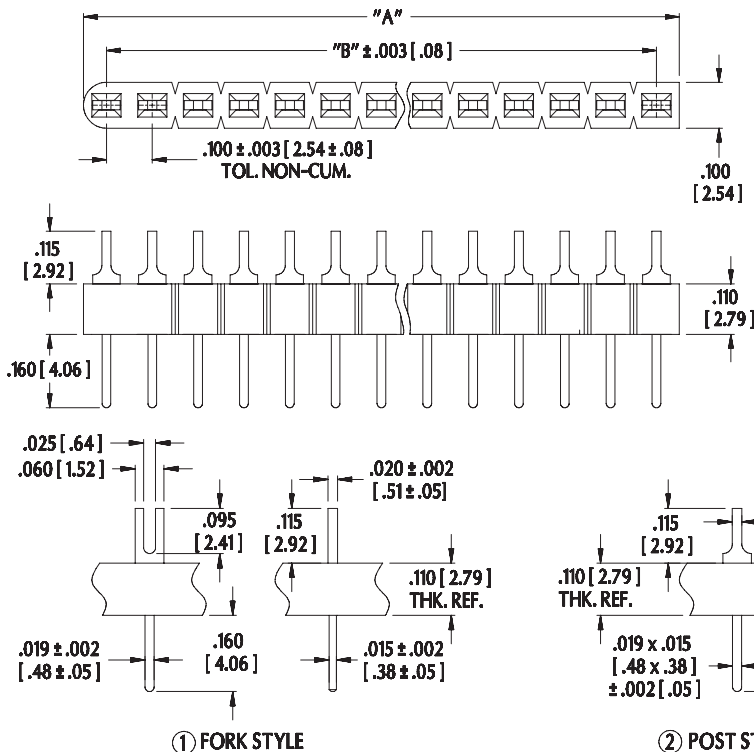 "A"
"B" ± .003 [ .08 ]
.100 ± .003 [ 2.54 ± .08 ]
TOL. NON-CUM.
.100
[ 2.54 ]
.115
[ 2.92 ]
.110
[ 2.79 ]
.160 [ 4.06 ]
.025 [ .64 ]
.060 [ 1.52 ]
.095
[ 2.41 ]
.020 ± .002
[ .51 ± .05 ]
.115
[ 2.92 ]
.115
[ 2.92 ]
.110 [ 2.79 ]
THK. REF.
.110 [ 2.79 ]
THK. REF.
.019 ± .002
[ .48 ± .05 ]
.160
[ 4.06 ]
.015 ± .002
[ .38 ± .05 ]
.019 x .015
[ .48 x .38 ]
± .002 [ .05 ]
1 FORK STYLE
2 POST ST